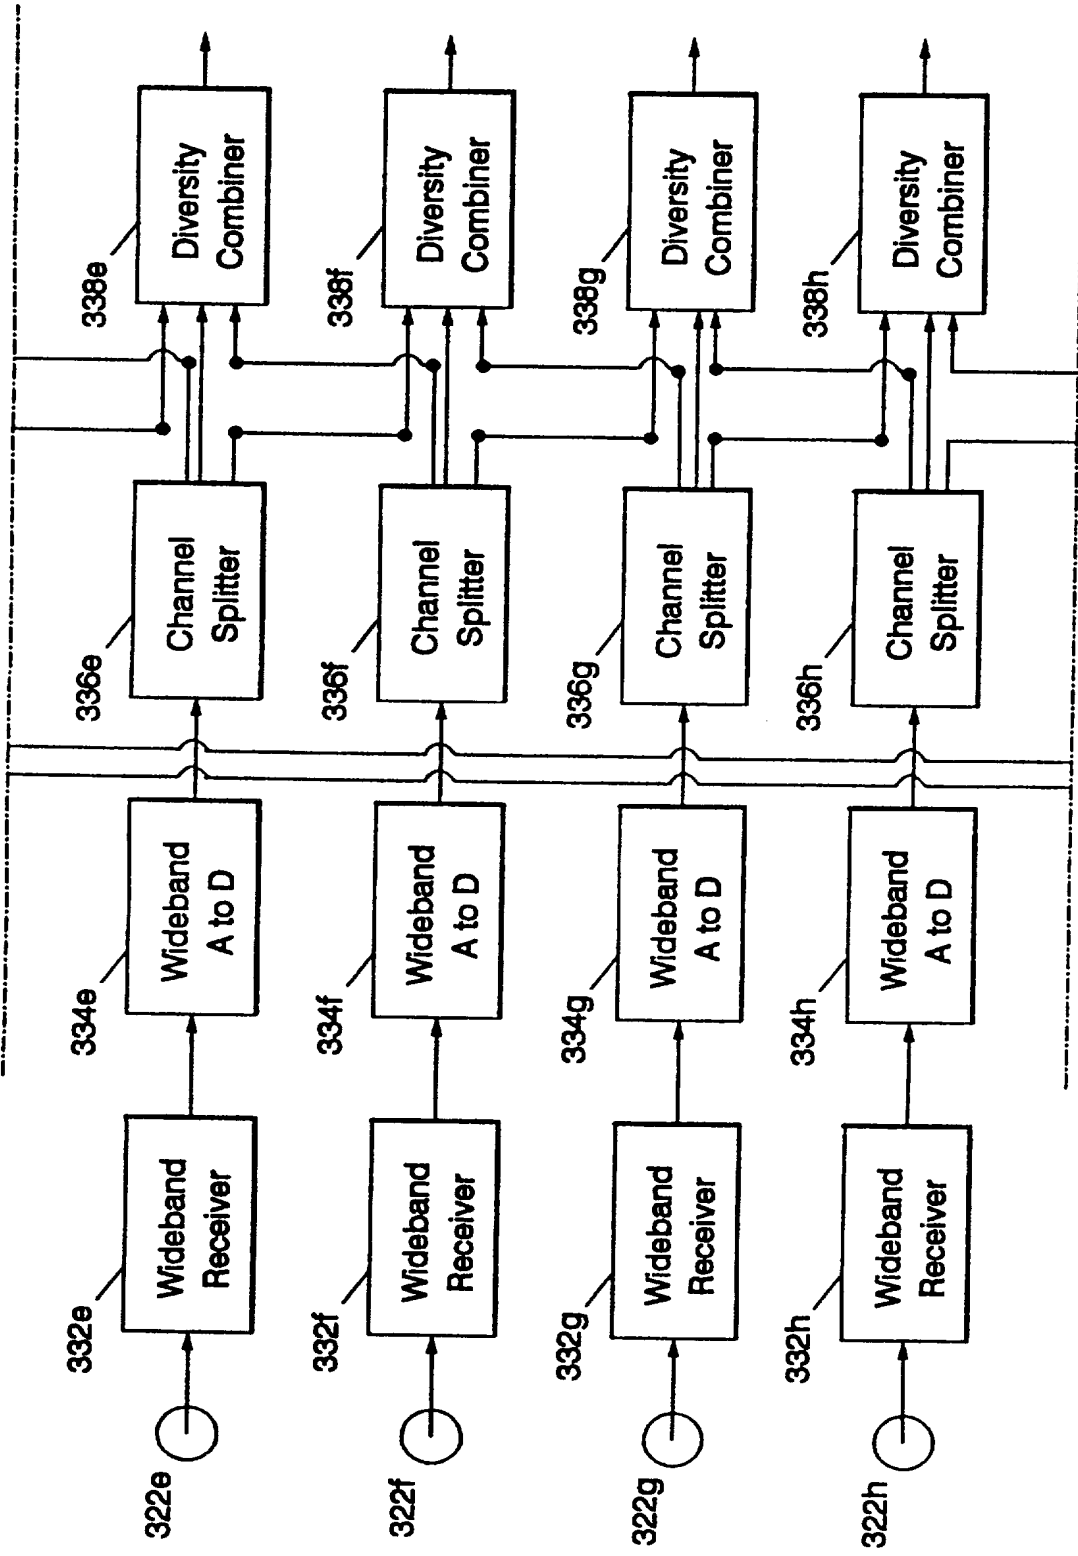 322e
332e
Wideband
Receiver
334e
Wideband
A to D
336e
Channel
Splitter
338e
Diversity
Combiner
322f
332f
Wideband
Receiver
334f
Wideband
A to D
336f
Channel
Splitter
338f
Diversity
Combiner
322g
332g
Wideband
Receiver
334g
Wideband
A to D
336g
Channel
Splitter
338g
Diversity
Combiner
322h
332h
Wideband
Receiver
334h
Wideband
A to D
336h
Channel
Splitter
338h
Diversity
Combiner